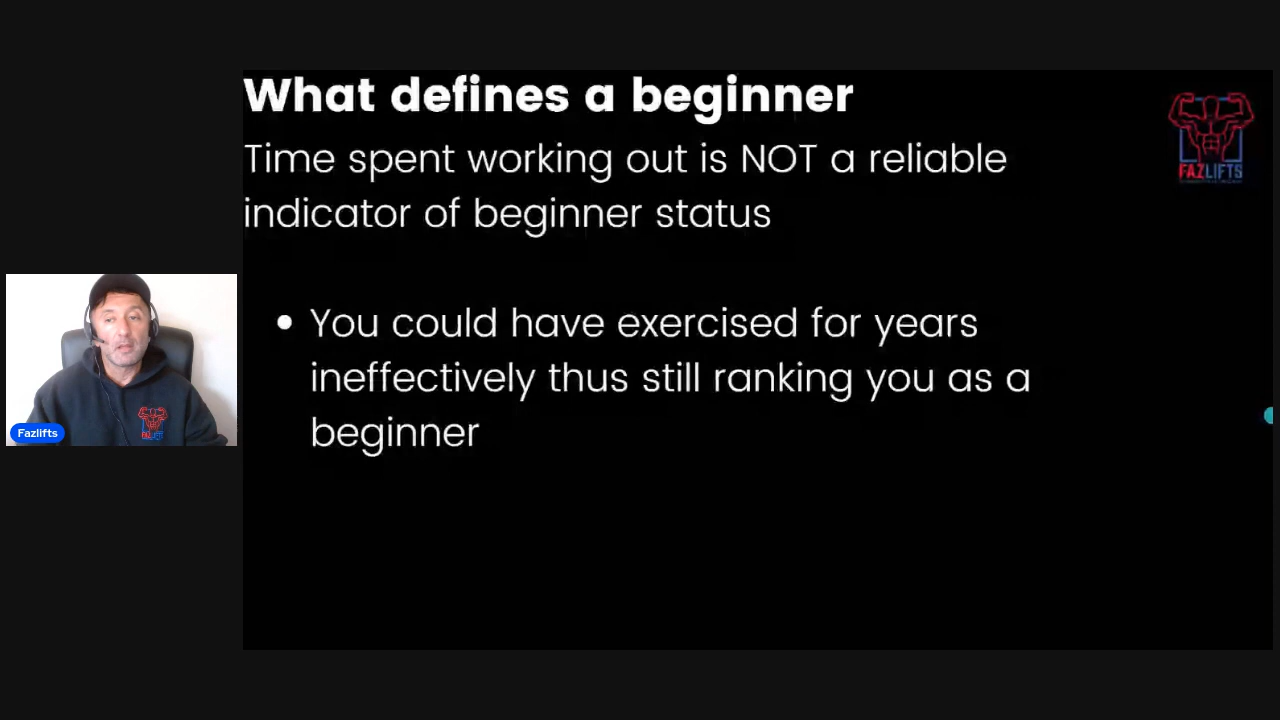 What defines a beginner
Time spent working out is NOT a reliable
indicator of beginner status
You could have exercised for years
ineffectively thus still ranking you as a
beginner
FAZLIFTS
Fazlifts
FAZLIFTS